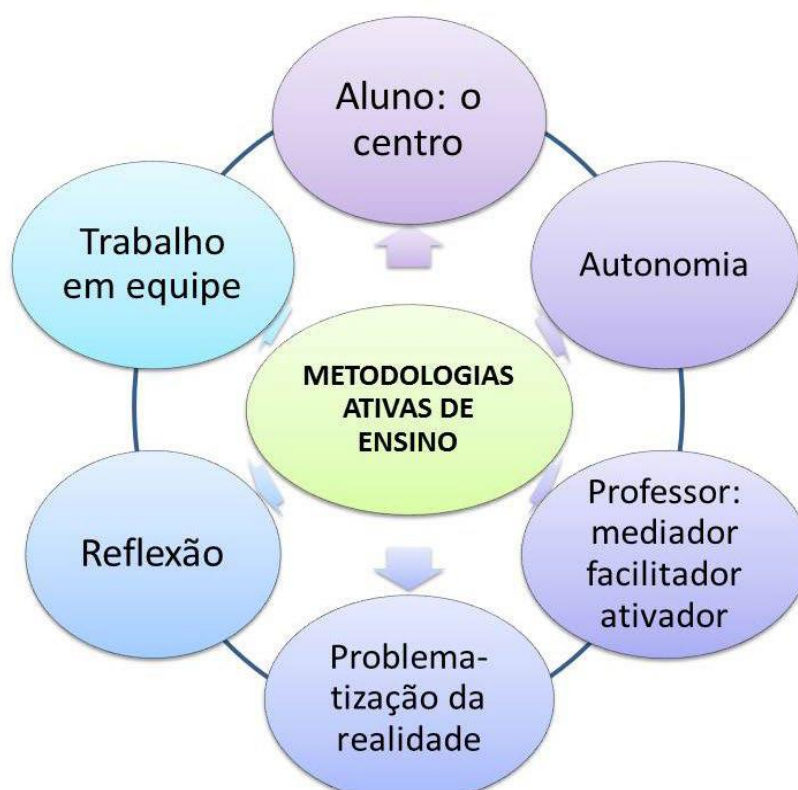 Aluno: o
centro
Autonomia
Professor:
mediador
facilitador
ativador
Problema-
tização da
realidade
Reflexão
Trabalho
em equipe
METODOLOGIAS
ATIVAS DE
ENSINO